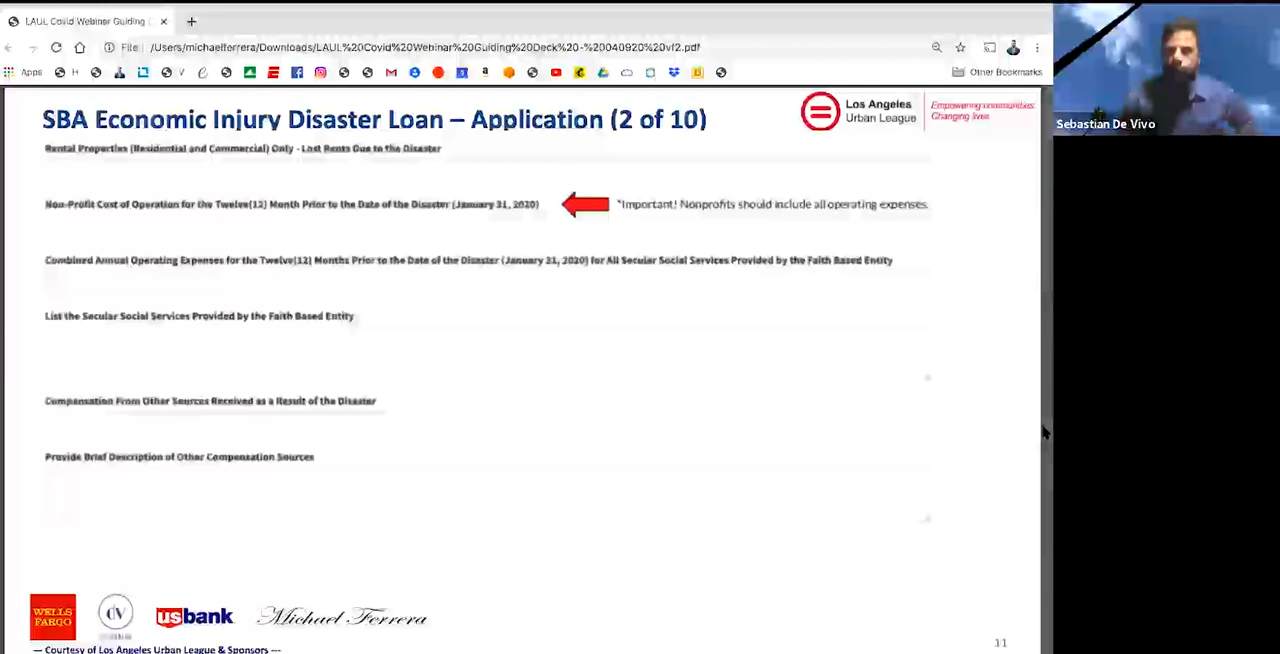 LAUL Covid Webinar Guiding
File /Users/michaelferrera/Downloads/LAUL%20Covid%20Webinar%20Guiding%20Deck%20-%20040920%20vf2.pdf
Apps
Other Bookmarks
SBA Economic Injury Disaster Loan – Application (2 of 10)
Los Angeles
Urban League
Empowering communities.
Changing lives.
Sebastian De Vivo
Rental Properties (Residential and Commercial) Only - Lost Rents Due to the Disaster
Non-Profit Cost of Operation for the Twelve(12) Month Prior to the Date of the Disaster (January 31, 2020)
*Important! Nonprofits should include all operating expenses.
Combined Annual Operating Expenses for the Twelve(12) Months Prior to the Date of the Disaster (January 31, 2020) for All Secular Social Services Provided by the Faith Based Entity
List the Secular Social Services Provided by the Faith Based Entity
Compensation From Other Sources Received as a Result of the Disaster
Provide Brief Description of Other Compensation Sources
WELLS
FARGO
dv
usbank
Michael Ferrera
11
— Courtesy of Los Angeles Urban League & Sponsors ---